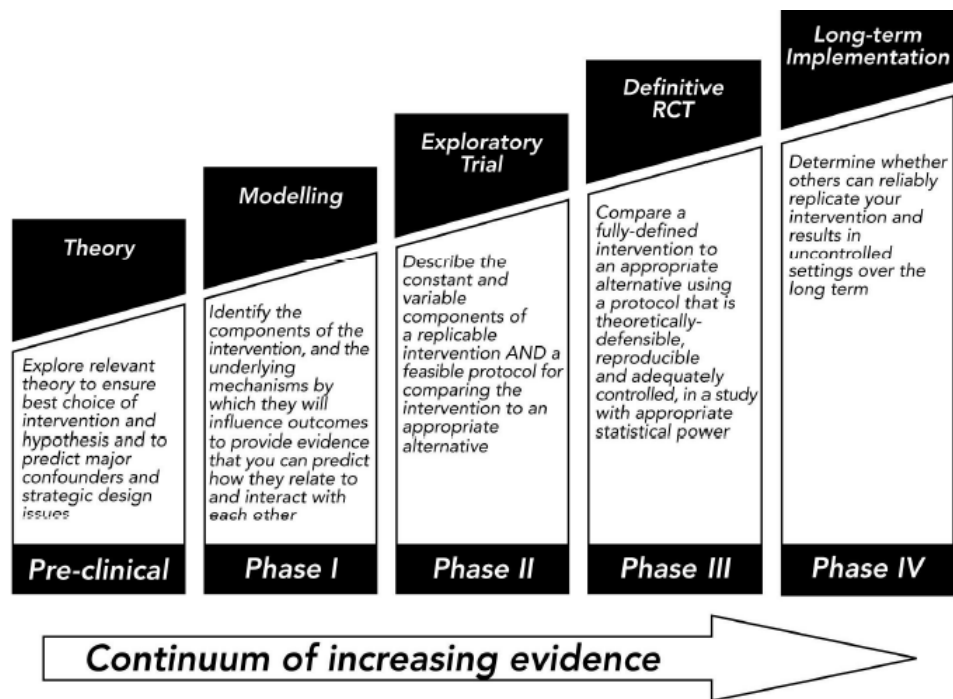 Theory
Explore relevant
theory to ensure
best choice of
intervention and
hypothesis and to
predict major
confounders and
strategic design
issues
Pre-clinical
Modelling
Identify the
components of the
intervention, and the
underlying
mechanisms by
which they will
influence outcomes
to provide evidence
that you can predict
how they relate to
and interact with
each other
Phase I
Exploratory
Trial
Describe the
constant and
variable
components of
a replicable
intervention AND a
feasible protocol for
comparing the
intervention to an
appropriate
alternative
Phase II
Definitive
RCT
Compare a
fully-defined
intervention to
an appropriate
alternative using
a protocol that is
theoretically-
defensible,
reproducible
and adequately
controlled, in a study
with appropriate
statistical power
Phase III
Long-term
Implementation
Determine whether
others can reliably
replicate your
intervention and
results in
uncontrolled
settings over the
long term
Phase IV
Continuum of increasing evidence